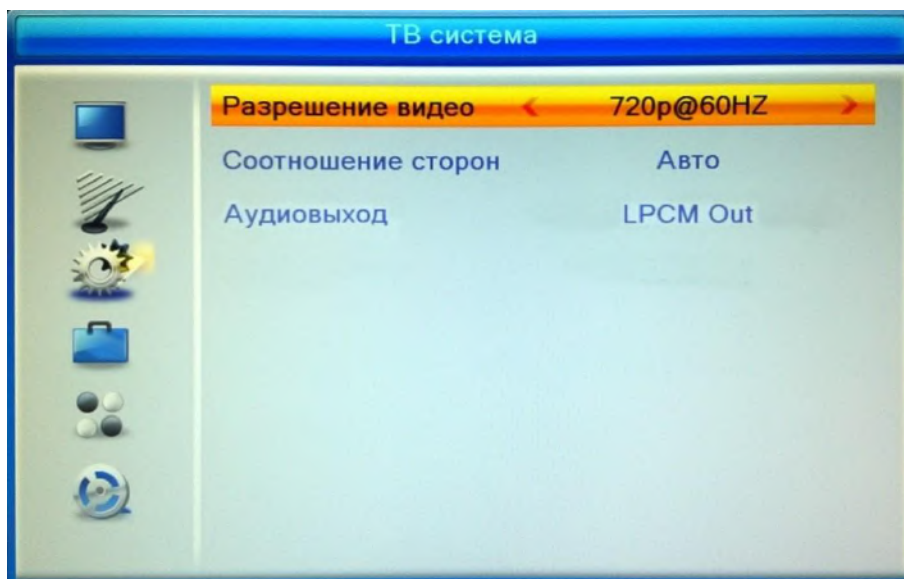 ТВ система
Разрешение видео < 720p@60HZ >
Соотношение сторон Авто
Аудиовыход LPCM Out